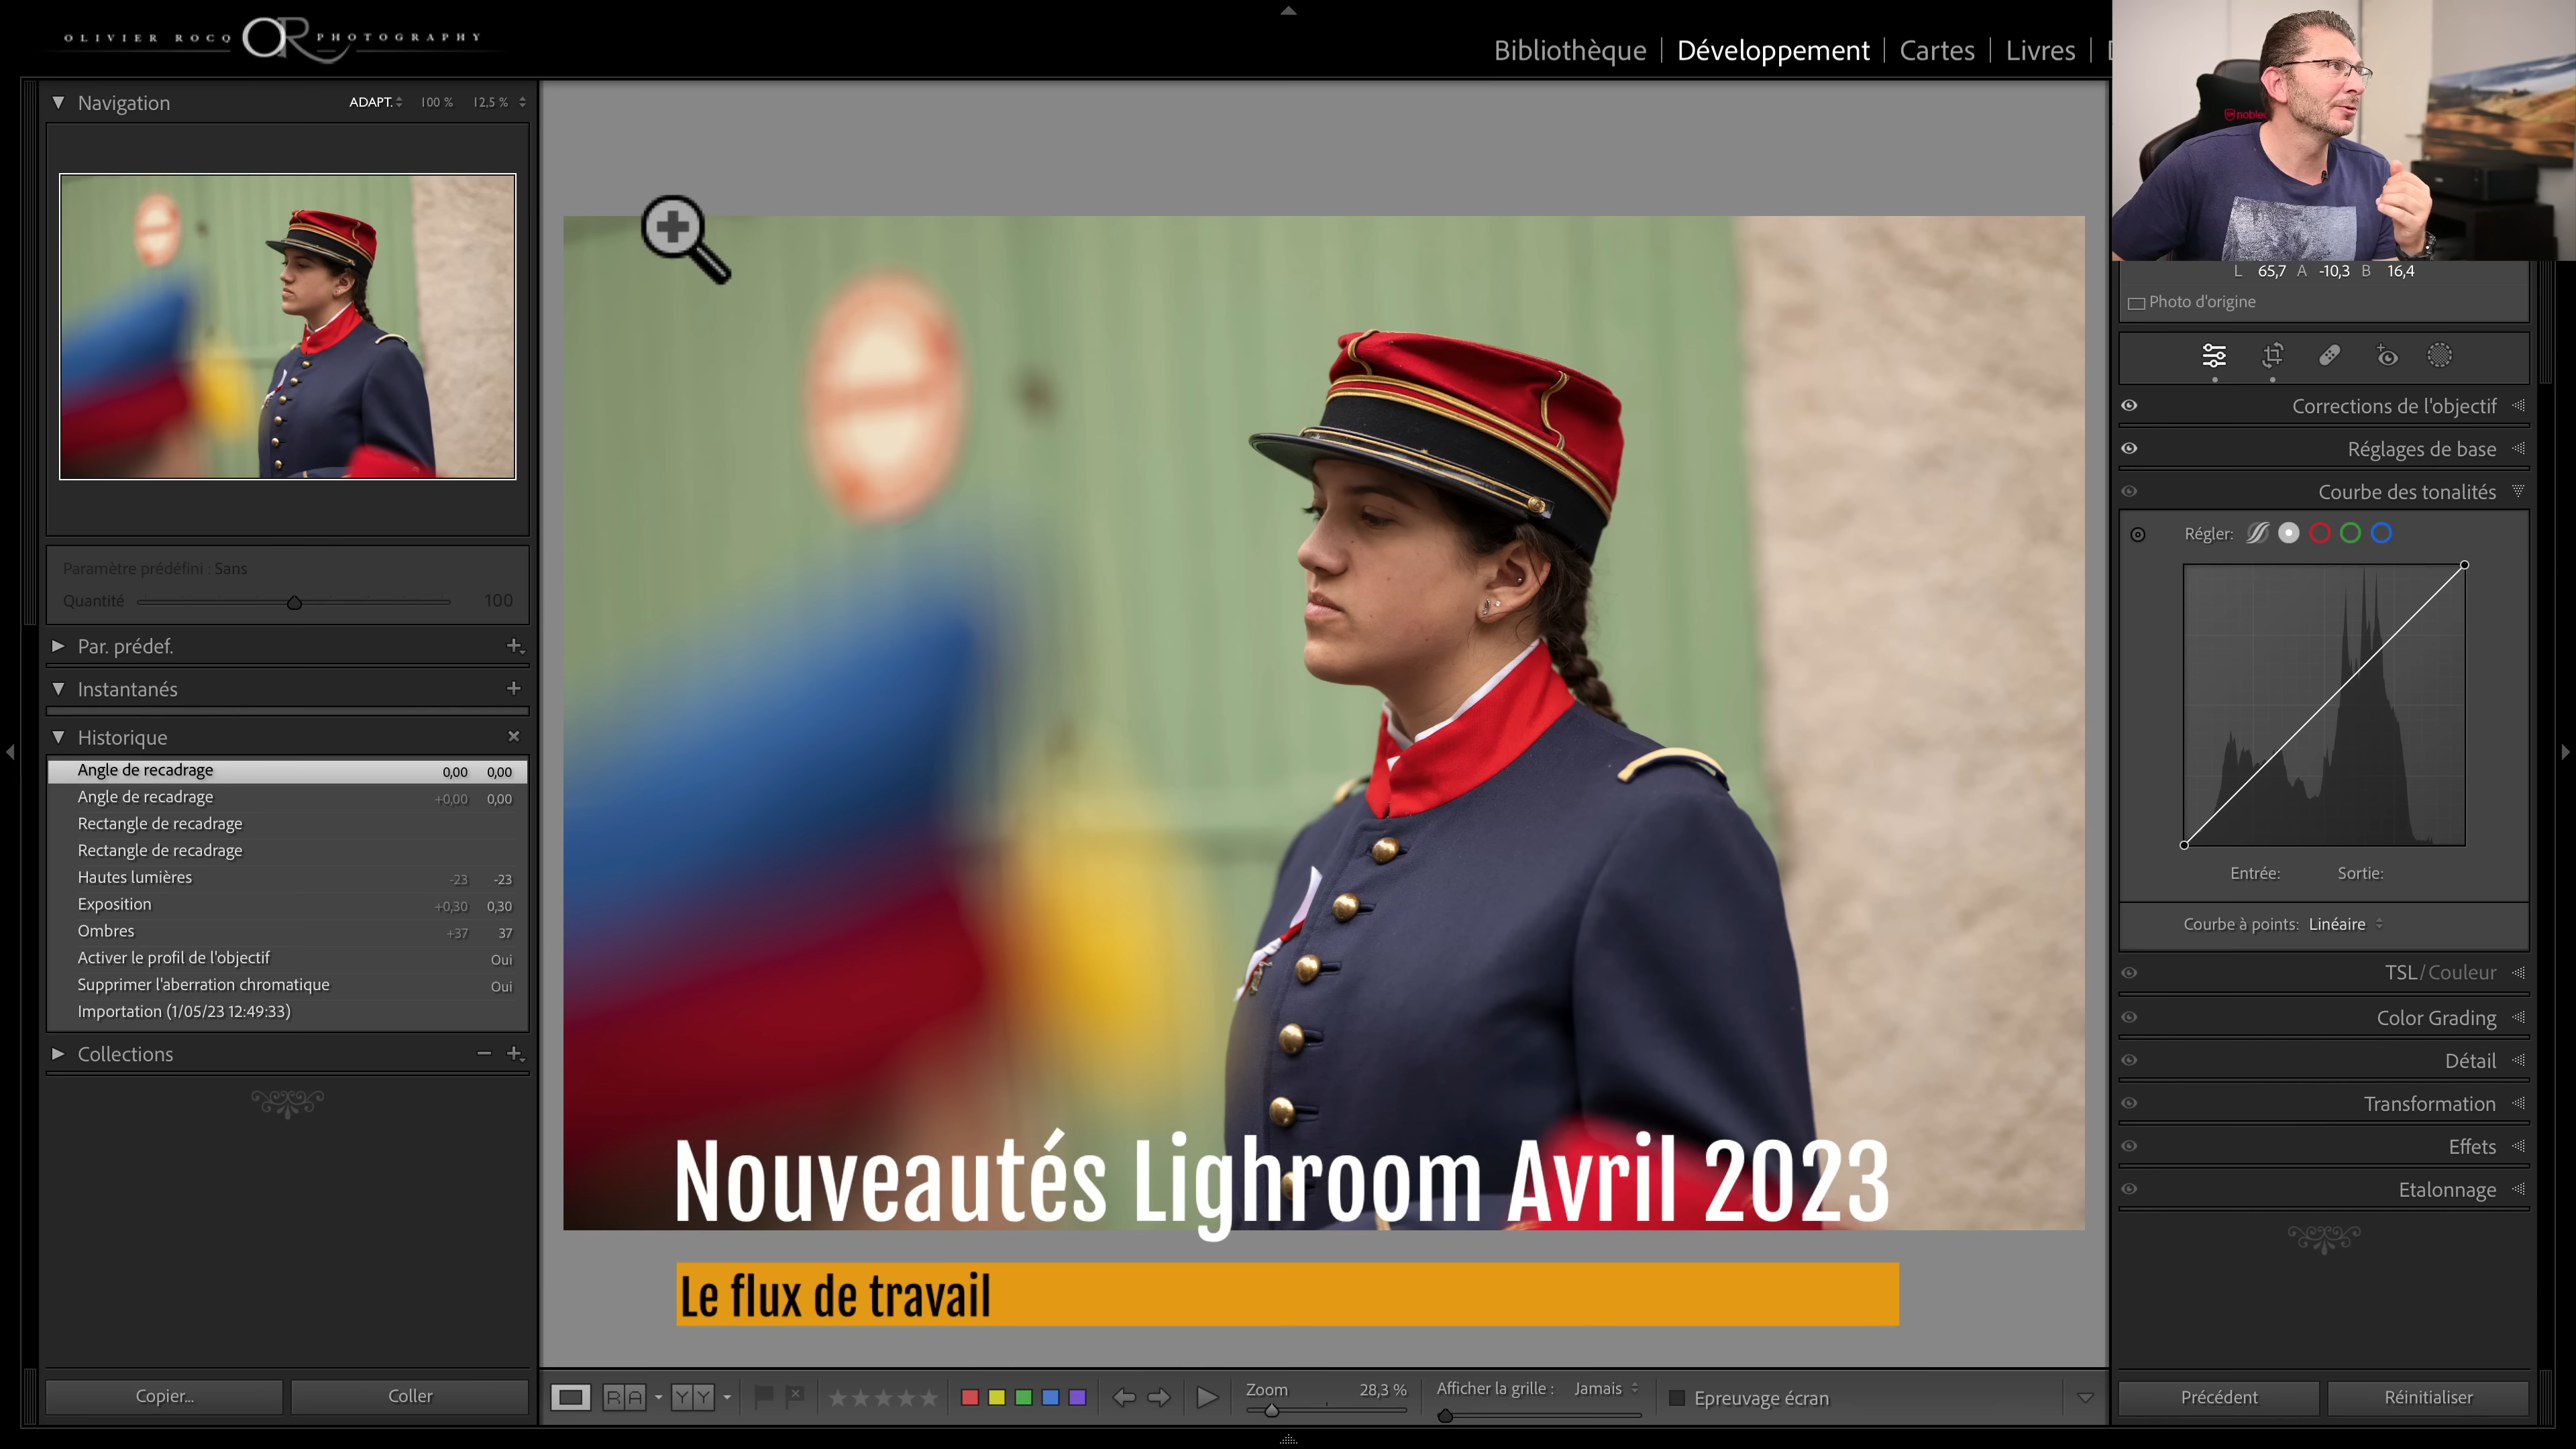 OLIVIER ROCQ OR PHOTOGRAPHY
Bibliothèque | Développement | Cartes | Livres |
Navigation ADAPT. 100 % 12,5 %
Paramètre prédéfini : Sans
Quantité 100
Par. prédef.
Instantanés
Historique
Angle de recadrage 0,00 0,00
Angle de recadrage +0,00 0,00
Rectangle de recadrage
Rectangle de recadrage
Hautes lumières -23 -23
Exposition +0,30 0,30
Ombres +37 37
Activer le profil de l'objectif Oui
Supprimer l'aberration chromatique Oui
Importation (1/05/23 12:49:33)
Collections
Copier...
Coller
Nouveautés Lighroom Avril 2023
Le flux de travail
R A
Y Y
Zoom 28,3 %
Afficher la grille : Jamais
Epreuvage écran
L 65,7 A -10,3 B 16,4
Photo d'origine
Corrections de l'objectif
Réglages de base
Courbe des tonalités
Régler:
Entrée: Sortie:
Courbe à points: Linéaire
TSL/Couleur
Color Grading
Détail
Transformation
Effets
Etalonnage
Précédent
Réinitialiser